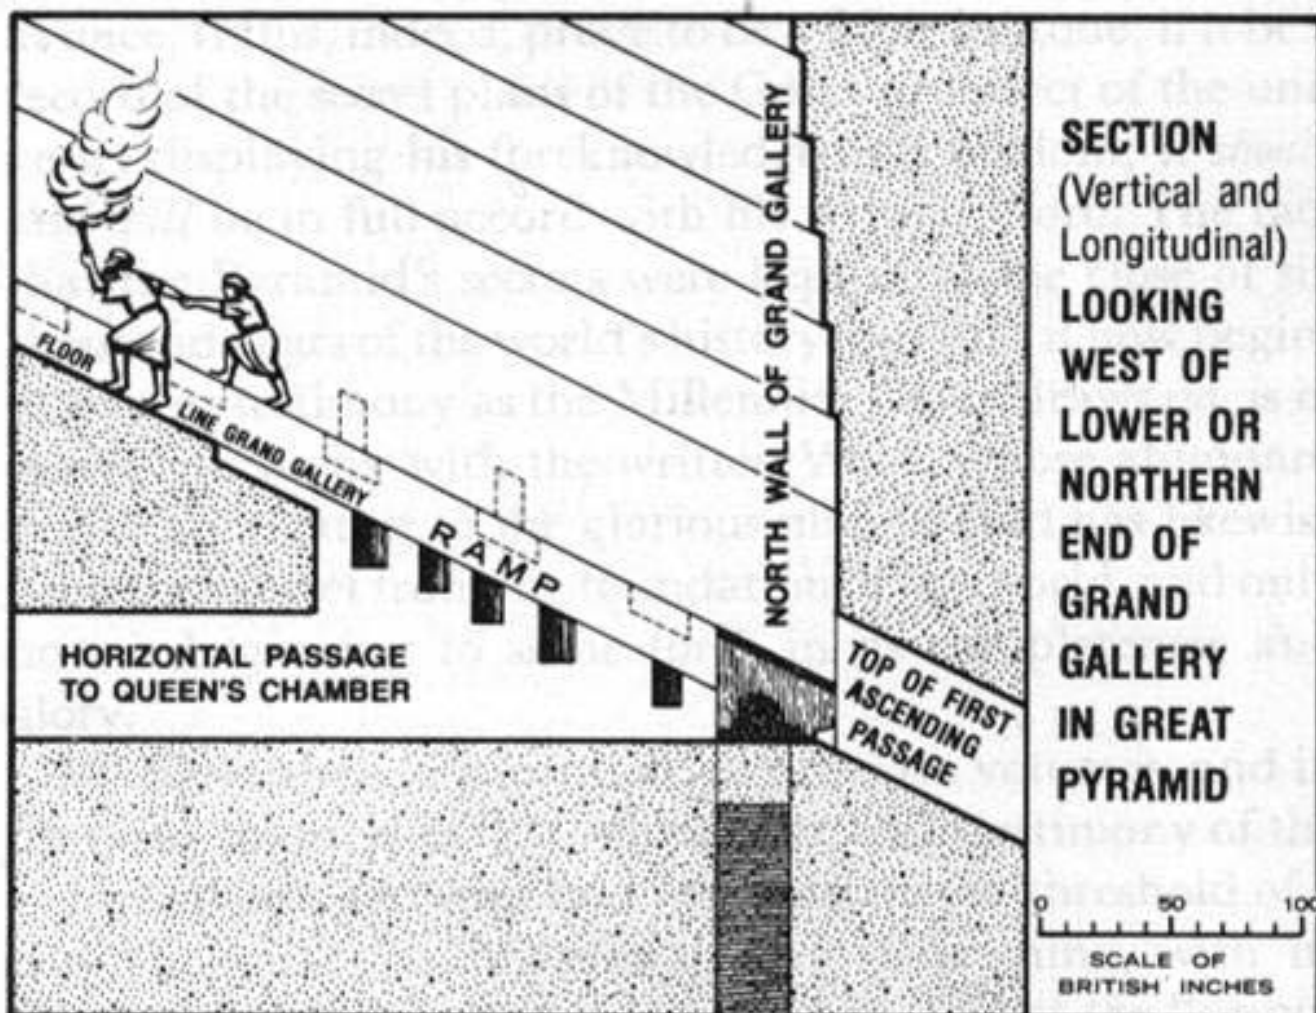 NORTH WALL OF GRAND GALLERY
FLOOR LINE GRAND GALLERY
RAMP
HORIZONTAL PASSAGE
TO QUEEN'S CHAMBER
TOP OF FIRST
ASCENDING
PASSAGE
SECTION
(Vertical and
Longitudinal)
LOOKING
WEST OF
LOWER OR
NORTHERN
END OF
GRAND
GALLERY
IN GREAT
PYRAMID
0 50 100
SCALE OF
BRITISH INCHES